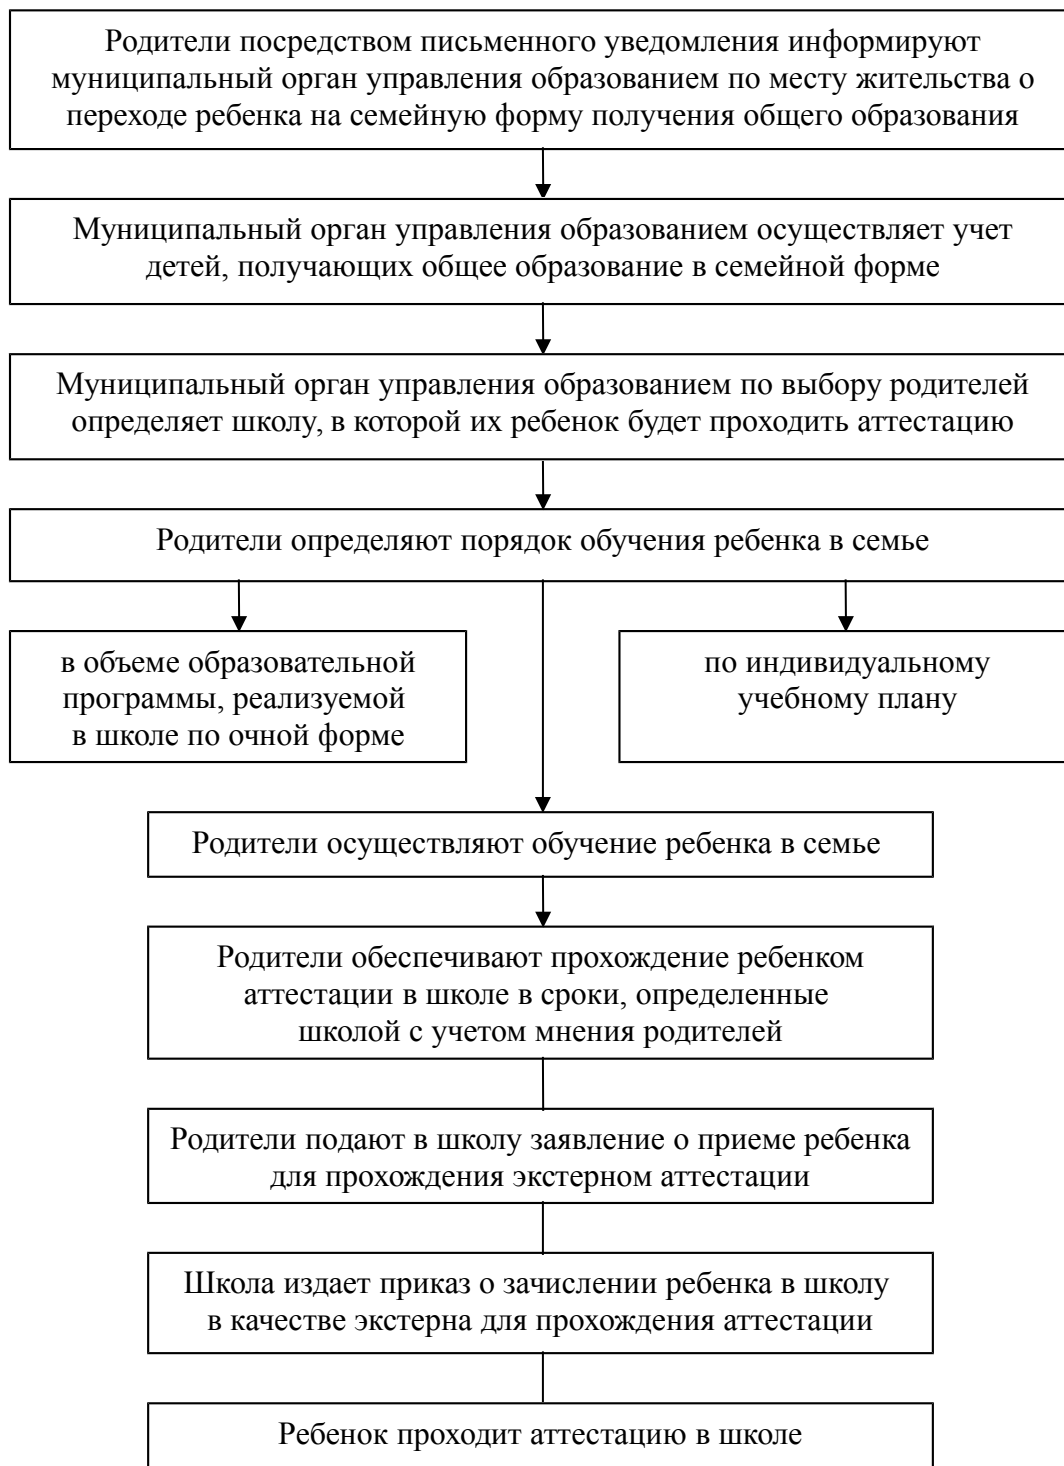 Родители посредством письменного уведомления информируют
муниципальный орган управления образованием по месту жительства о
переходе ребенка на семейную форму получения общего образования
Муниципальный орган управления образованием осуществляет учет
детей, получающих общее образование в семейной форме
Муниципальный орган управления образованием по выбору родителей
определяет школу, в которой их ребенок будет проходить аттестацию
Родители определяют порядок обучения ребенка в семье
в объеме образовательной
программы, реализуемой
в школе по очной форме
по индивидуальному
учебному плану
Родители осуществляют обучение ребенка в семье
Родители обеспечивают прохождение ребенком
аттестации в школе в сроки, определенные
школой с учетом мнения родителей
Родители подают в школу заявление о приеме ребенка
для прохождения экстерном аттестации
Школа издает приказ о зачислении ребенка в школу
в качестве экстерна для прохождения аттестации
Ребенок проходит аттестацию в школе